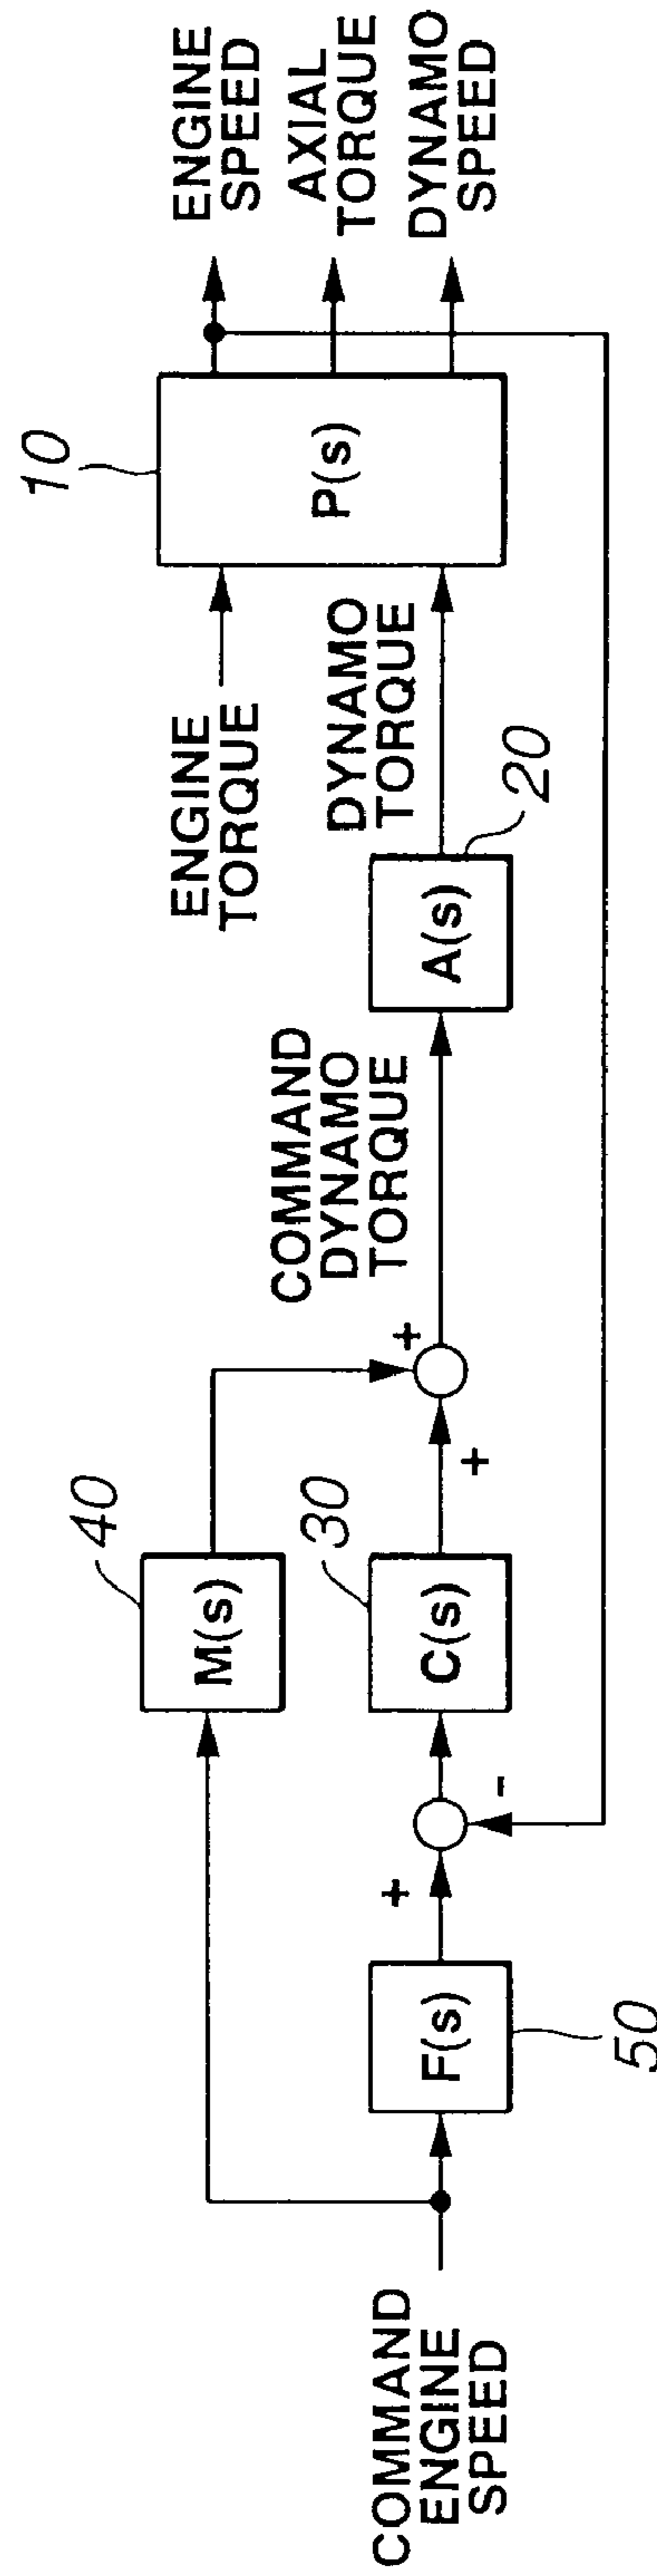 COMMAND
ENGINE
SPEED
F(s)
50
+
-
M(s)
40
C(s)
30
+
+
COMMAND
DYNAMO
TORQUE
A(s)
20
ENGINE
TORQUE
DYNAMO
TORQUE
P(s)
10
ENGINE
SPEED
AXIAL
TORQUE
DYNAMO
SPEED